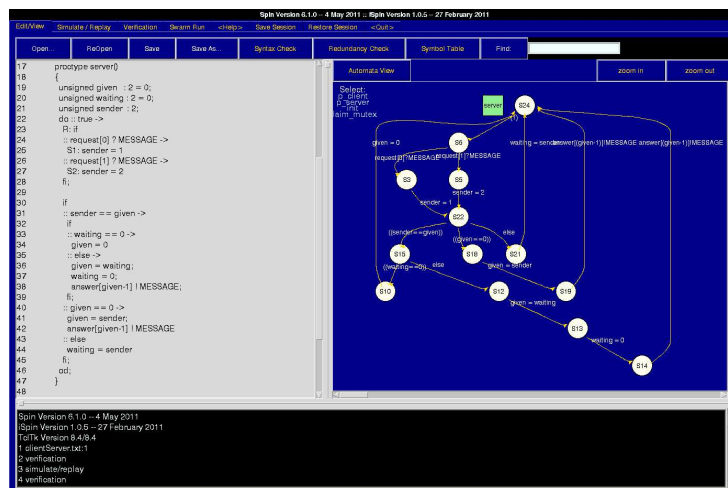 Spin Version 6.1.0 -- 4 May 2011 :: iSpin Version 1.0.5 -- 27 February 2011
Edit/View Simulate / Replay Verification Swarm Run <Help> Save Session Restore Session <Quit>
Open... ReOpen Save Save As... Syntax Check Redundancy Check Symbol Table Find:
17 proctype server()
18 {
19 unsigned given : 2 = 0;
20 unsigned waiting : 2 = 0;
21 unsigned sender : 2;
22 do :: true ->
23 R: if
24 :: request[0] ? MESSAGE ->
25 S1: sender = 1
26 :: request[1] ? MESSAGE ->
27 S2: sender = 2
28 fi;
29
30 if
31 :: sender == given ->
32 if
33 :: waiting == 0 ->
34 given = 0
35 :: else ->
36 given = waiting;
37 waiting = 0;
38 answer[given-1] ! MESSAGE;
39 fi;
40 :: given == 0 ->
41 given = sender;
42 answer[given-1] ! MESSAGE
43 :: else
44 waiting = sender
45 fi;
46 od;
47 }
48
Automata View zoom in zoom out
Select:
p_client
p_server
init
laim_mutex
server
S24
(1)
given = 0
S6
waiting = sender
answer[(given-1)]!MESSAGE
answer[(given-1)]!MESSAGE
request[0]?MESSAGE
request[1]?MESSAGE
S3
S5
sender = 2
sender = 1
S22
((sender==given))
((given==0))
else
S15
S18
S21
((waiting==0))
else
given = sender
S10
S12
S19
given = waiting
S13
waiting = 0
S14
Spin Version 6.1.0 -- 4 May 2011
iSpin Version 1.0.5 -- 27 February 2011
TclTk Version 8.4/8.4
1 clientServer.txt:1
2 verification
3 simulate/replay
4 verification